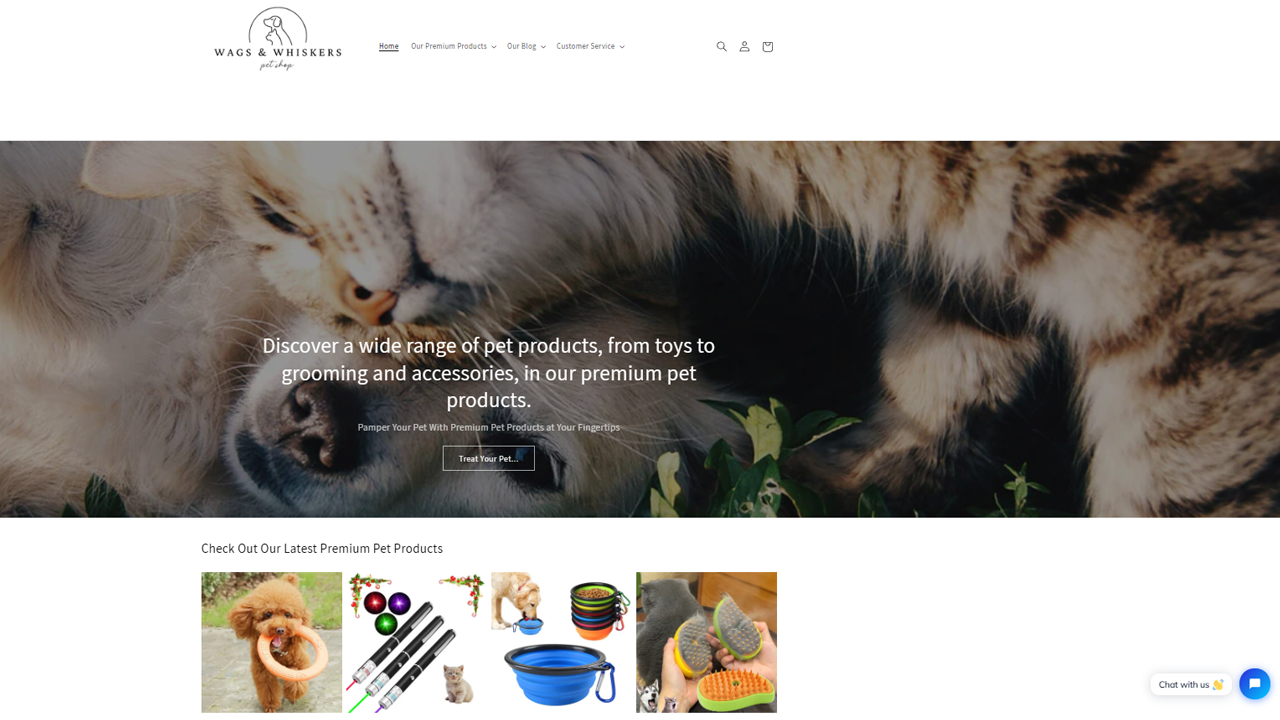 WAGS & WHISKERS
pet shop
Home
Our Premium Products
Our Blog
Customer Service
Discover a wide range of pet products, from toys to
grooming and accessories, in our premium pet
products.
Pamper Your Pet With Premium Pet Products at Your Fingertips
Treat Your Pet...
Check Out Our Latest Premium Pet Products
Chat with us 👋